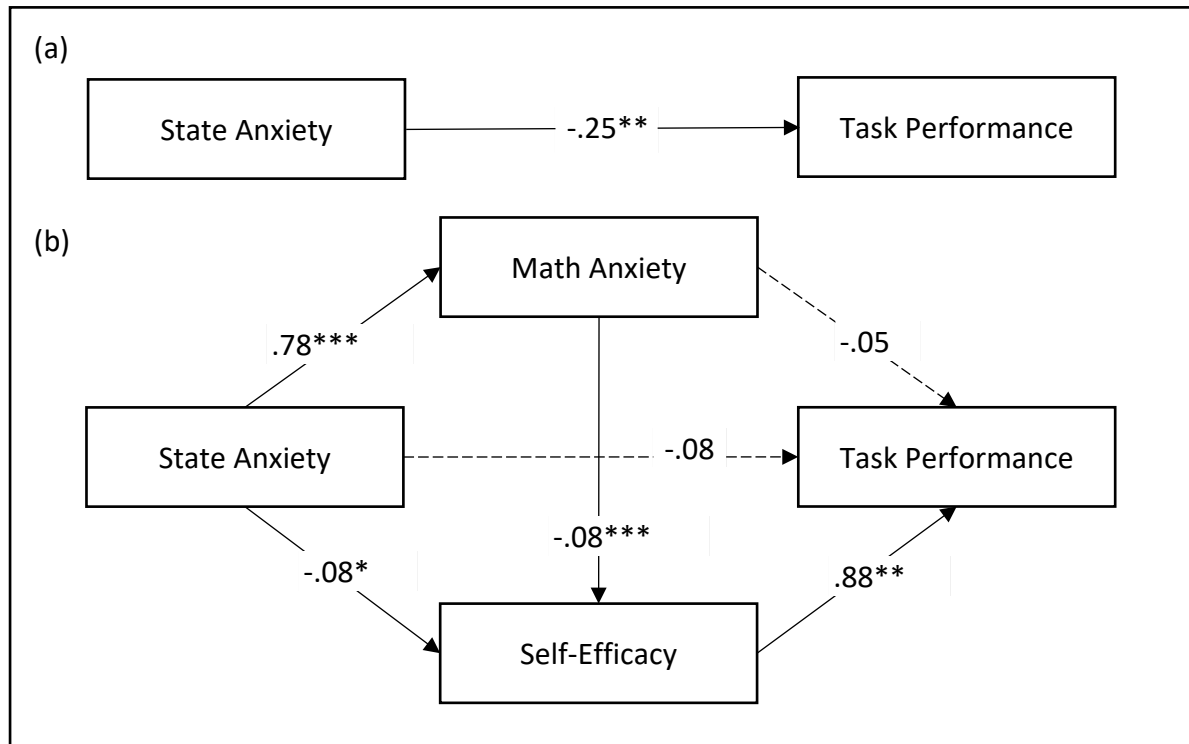 (a)
State Anxiety
-.25**
Task Performance
(b)
Math Anxiety
.78***
-.05
State Anxiety
-.08
Task Performance
-.08***
-.08*
.88**
Self-Efficacy